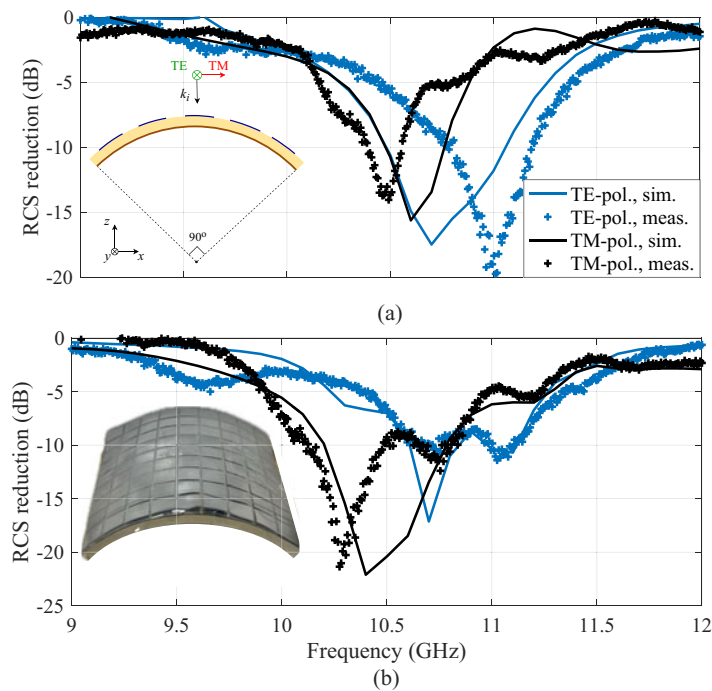 0
-5
-10
-15
-20
RCS reduction (dB)
TE TM
k_i
90°
z
y x
TE-pol., sim.
TE-pol., meas.
TM-pol., sim.
TM-pol., meas.
(a)
0
-5
-10
-15
-20
-25
RCS reduction (dB)
9 9.5 10 10.5 11 11.5 12
Frequency (GHz)
(b)